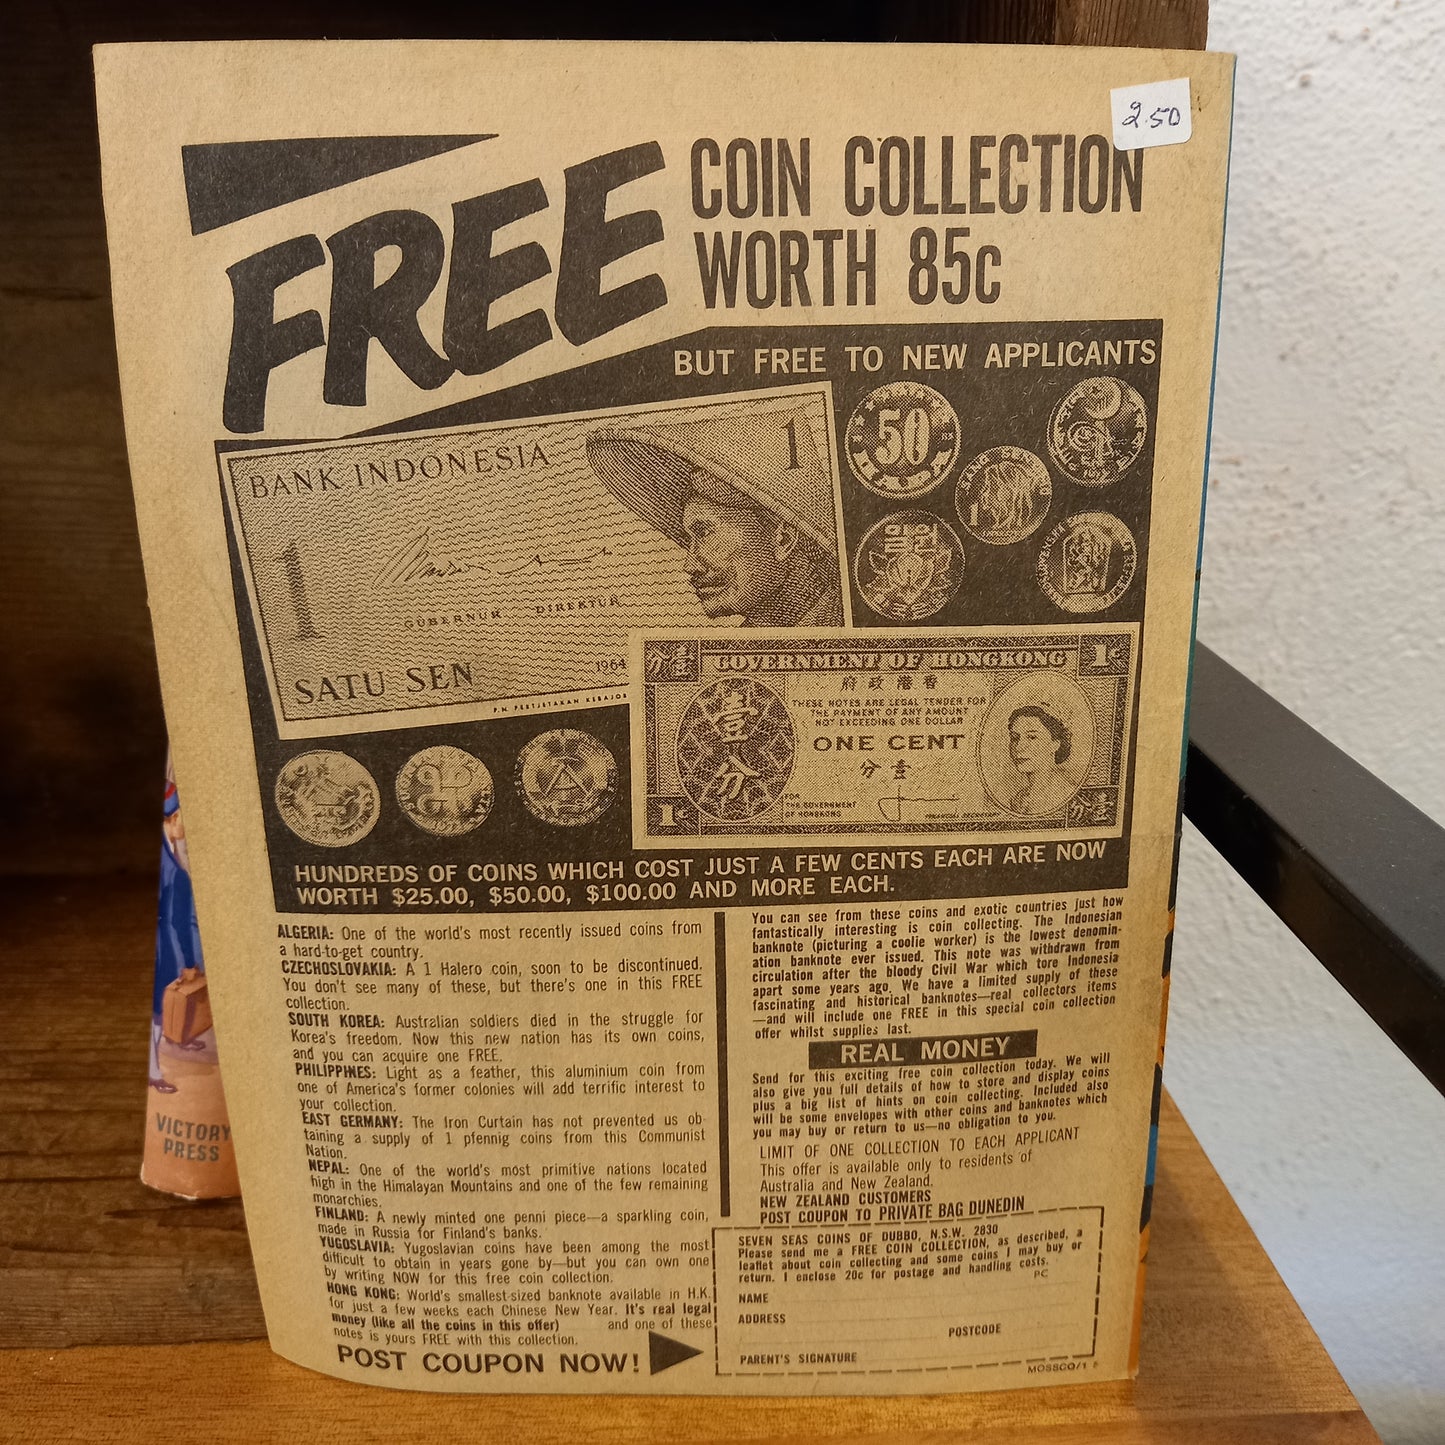 2.50
FREE
COIN COLLECTION
WORTH 85c
BUT FREE TO NEW APPLICANTS
BANK INDONESIA
1
1
GUBERNUR DIREKTUR
SATU SEN
1964
50
일원
GOVERNMENT OF HONGKONG
府政港香
1c
THESE NOTES ARE LEGAL TENDER FOR
THE PAYMENT OF ANY AMOUNT
NOT EXCEEDING ONE DOLLAR
ONE CENT
分壹
壹
分
FOR
THE GOVERNMENT
OF HONGKONG
1c
HUNDREDS OF COINS WHICH COST JUST A FEW CENTS EACH ARE NOW
WORTH $25.00, $50.00, $100.00 AND MORE EACH.
ALGERIA: One of the world's most recently issued coins from
a hard-to-get country.
CZECHOSLOVAKIA: A 1 Halero coin, soon to be discontinued.
You don't see many of these, but there's one in this FREE
collection.
SOUTH KOREA: Australian soldiers died in the struggle for
Korea's freedom. Now this new nation has its own coins,
and you can acquire one FREE.
PHILIPPINES: Light as a feather, this aluminium coin from
one of America's former colonies will add terrific interest to
your collection.
EAST GERMANY: The Iron Curtain has not prevented us ob-
taining a supply of 1 pfennig coins from this Communist
Nation.
NEPAL: One of the world's most primitive nations located
high in the Himalayan Mountains and one of the few remaining
monarchies.
FINLAND: A newly minted one penni piece—a sparkling coin,
made in Russia for Finland's banks.
YUGOSLAVIA: Yugoslavian coins have been among the most
difficult to obtain in years gone by—but you can own one
by writing NOW for this free coin collection.
HONG KONG: World's smallest-sized banknote available in H.K.
for just a few weeks each Chinese New Year. It's real legal
money (like all the coins in this offer) and one of these
notes is yours FREE with this collection.
POST COUPON NOW!
You can see from these coins and exotic countries just how
fantastically interesting is coin collecting. The Indonesian
banknote (picturing a coolie worker) is the lowest denomin-
ation banknote ever issued. This note was withdrawn from
circulation after the bloody Civil War which tore Indonesia
apart some years ago. We have a limited supply of these
fascinating and historical banknotes—real collectors items
—and will include one FREE in this special coin collection
offer whilst supplies last.
REAL MONEY
Send for this exciting free coin collection today. We will
also give you full details of how to store and display coins
plus a big list of hints on coin collecting. Included also
will be some envelopes with other coins and banknotes which
you may buy or return to us—no obligation to you.
LIMIT OF ONE COLLECTION TO EACH APPLICANT
This offer is available only to residents of
Australia and New Zealand.
NEW ZEALAND CUSTOMERS
POST COUPON TO PRIVATE BAG DUNEDIN
SEVEN SEAS COINS OF DUBBO, N.S.W. 2830
Please send me a FREE COIN COLLECTION, as described, a
leaflet about coin collecting and some coins I may buy or
return. I enclose 20c for postage and handling costs.
PC
NAME
ADDRESS
POSTCODE
PARENT'S SIGNATURE
MOSSCO/1
VICTORY
PRESS